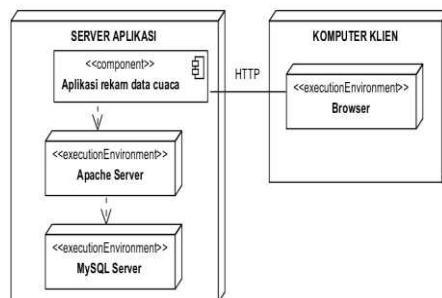 SERVER APLIKASI
<<component>>
Aplikasi rekam data cuaca
<<executionEnvironment>>
Apache Server
<<executionEnvironment>>
MySQL Server
HTTP
KOMPUTER KLIEN
<<executionEnvironment>>
Browser